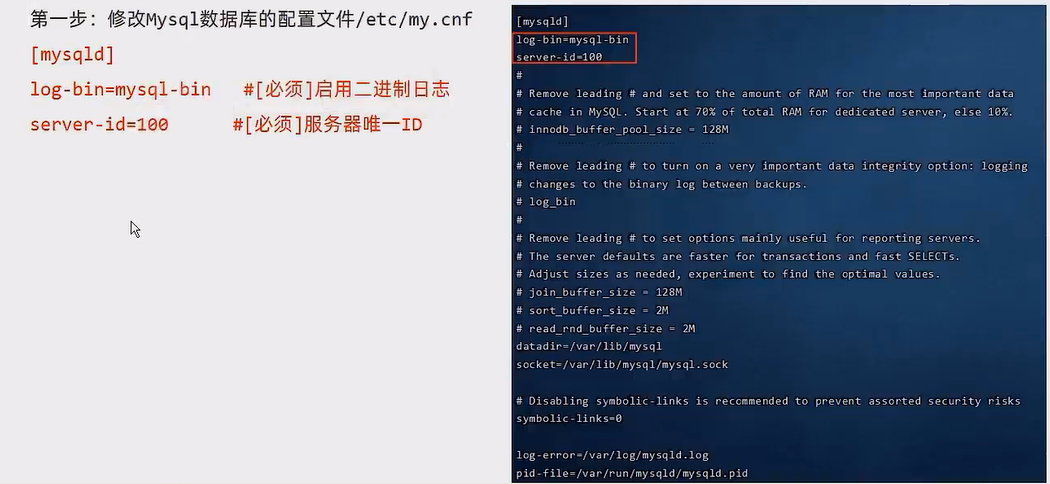 第一步：修改Mysql数据库的配置文件/etc/my.cnf
[mysqld]
log-bin=mysql-bin #[必须]启用二进制日志
server-id=100 #[必须]服务器唯一ID
[mysqld]
log-bin=mysql-bin
server-id=100
#
# Remove leading # and set to the amount of RAM for the most important data
# cache in MySQL. Start at 70% of total RAM for dedicated server, else 10%.
# innodb_buffer_pool_size = 128M
#
# Remove leading # to turn on a very important data integrity option: logging
# changes to the binary log between backups.
# log_bin
#
# Remove leading # to set options mainly useful for reporting servers.
# The server defaults are faster for transactions and fast SELECTs.
# Adjust sizes as needed, experiment to find the optimal values.
# join_buffer_size = 128M
# sort_buffer_size = 2M
# read_rnd_buffer_size = 2M
datadir=/var/lib/mysql
socket=/var/lib/mysql/mysql.sock
# Disabling symbolic-links is recommended to prevent assorted security risks
symbolic-links=0
log-error=/var/log/mysqld.log
pid-file=/var/run/mysqld/mysqld.pid